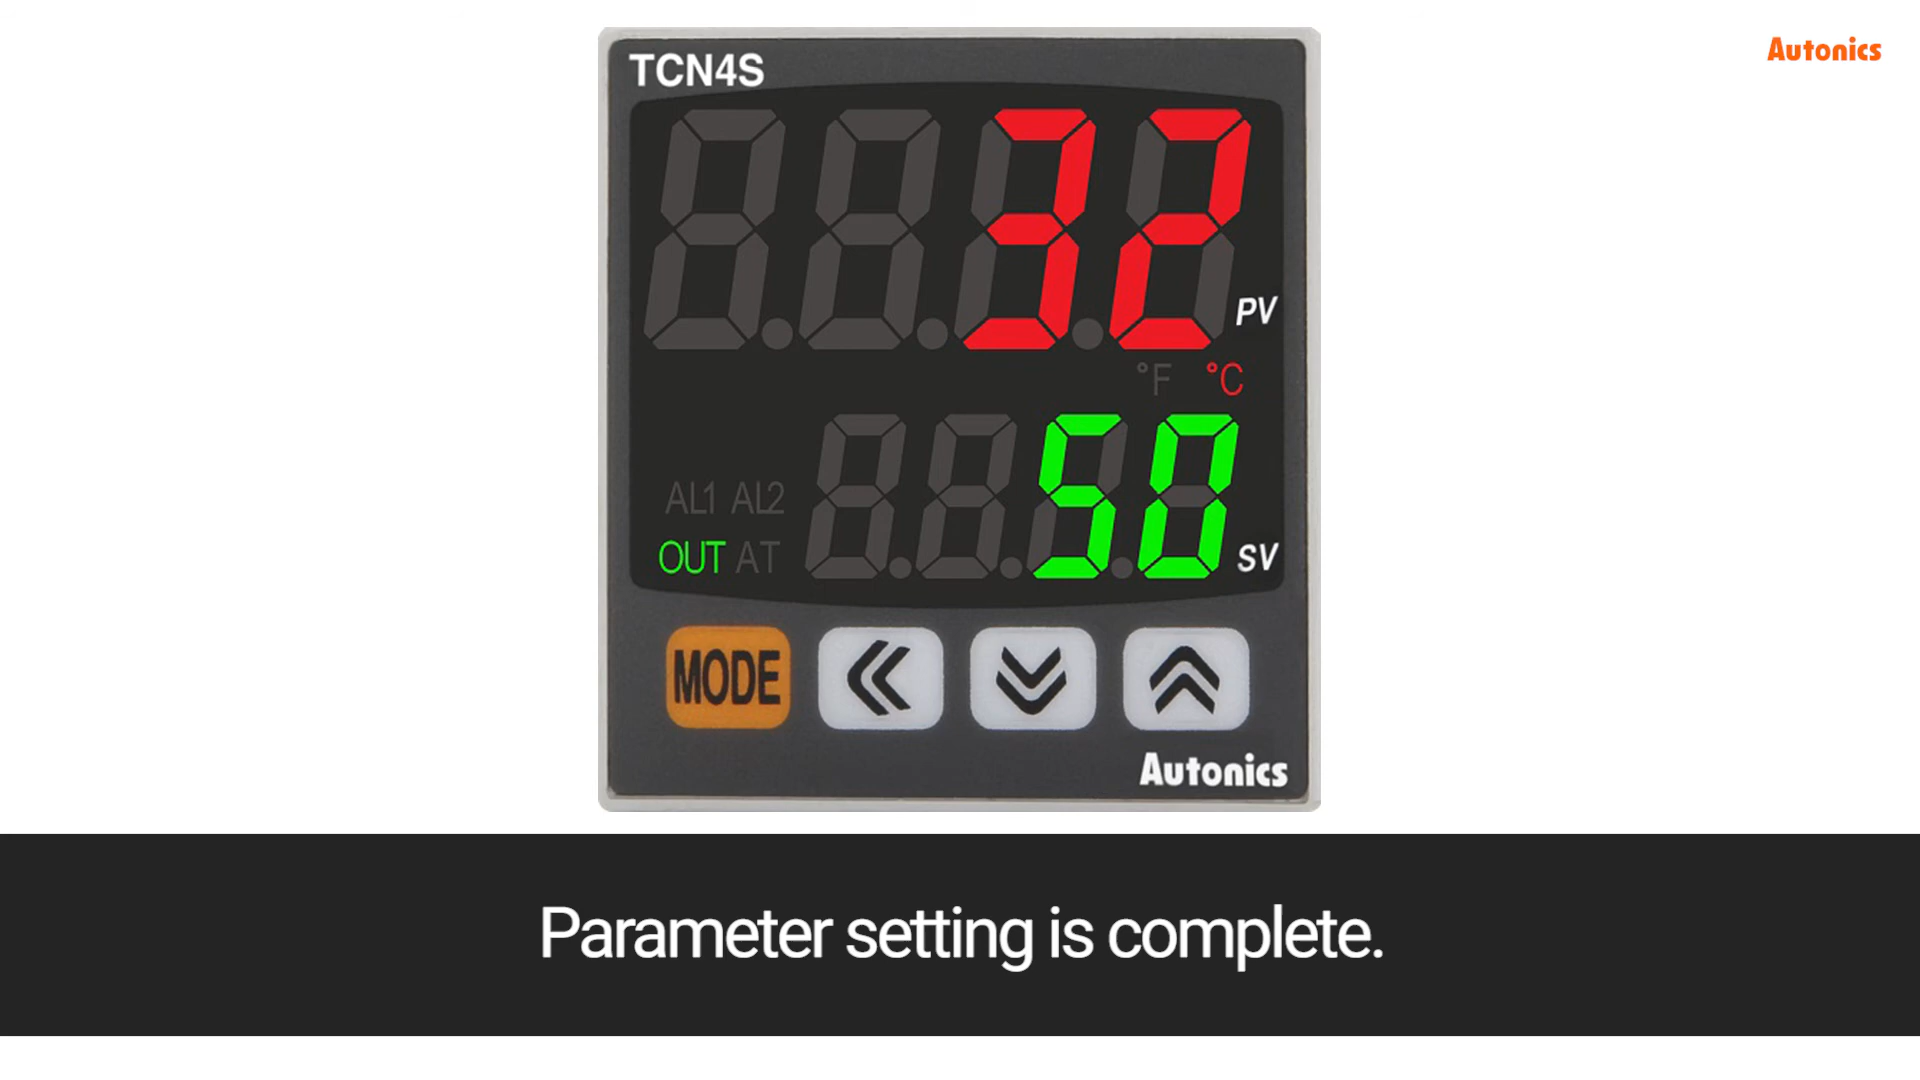 TCN4S
Autonics
32
PV
°F °C
AL1 AL2
50
OUT AT
SV
MODE
Autonics
Parameter setting is complete.